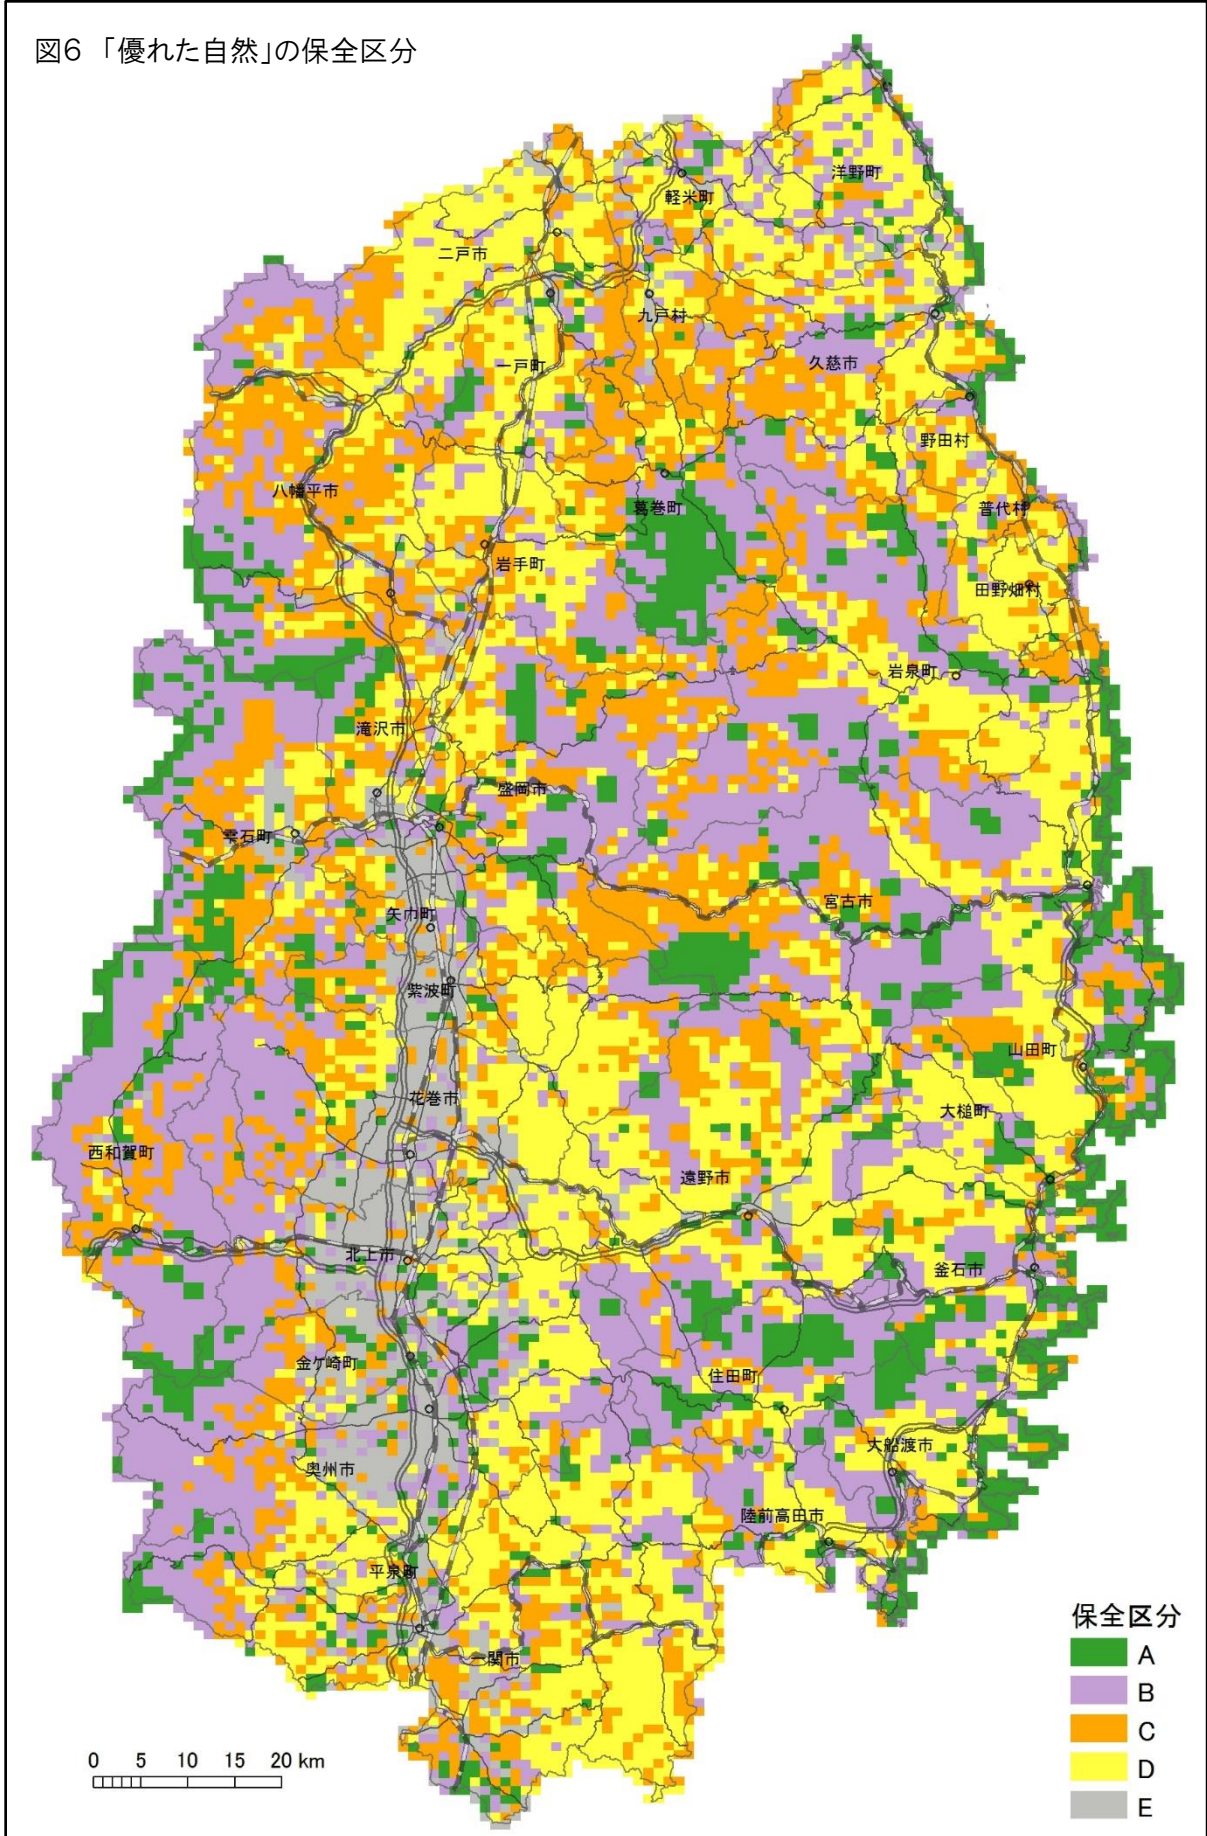 図6 「優れた自然」の保全区分
洋野町
軽米町
二戸市
九戸村
久慈市
一戸町
野田村
八幡平市
葛巻町
普代村
岩手町
田野畑村
岩泉町
滝沢市
盛岡市
雫石町
宮古市
矢巾町
紫波町
山田町
花巻市
大槌町
西和賀町
遠野市
北上市
釜石市
金ケ崎町
住田町
大船渡市
奥州市
陸前高田市
平泉町
一関市
保全区分
A
B
C
D
E
0 5 10 15 20 km